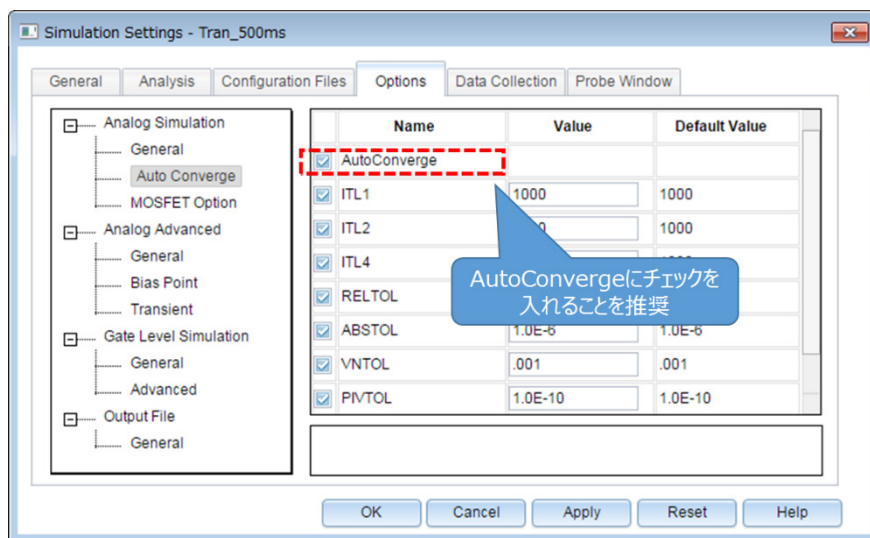 Simulation Settings - Tran_500ms
General Analysis Configuration Files Options Data Collection Probe Window
Analog Simulation
General
Auto Converge
MOSFET Option
Analog Advanced
General
Bias Point
Transient
Gate Level Simulation
General
Advanced
Output File
General
Name Value Default Value
AutoConverge
ITL1 1000 1000
ITL2 1000
ITL4
RELTOL
ABSTOL 1.0E-6 1.0E-6
VNTOL .001 .001
PIVTOL 1.0E-10 1.0E-10
AutoConvergeにチェックを
入れることを推奨
OK Cancel Apply Reset Help